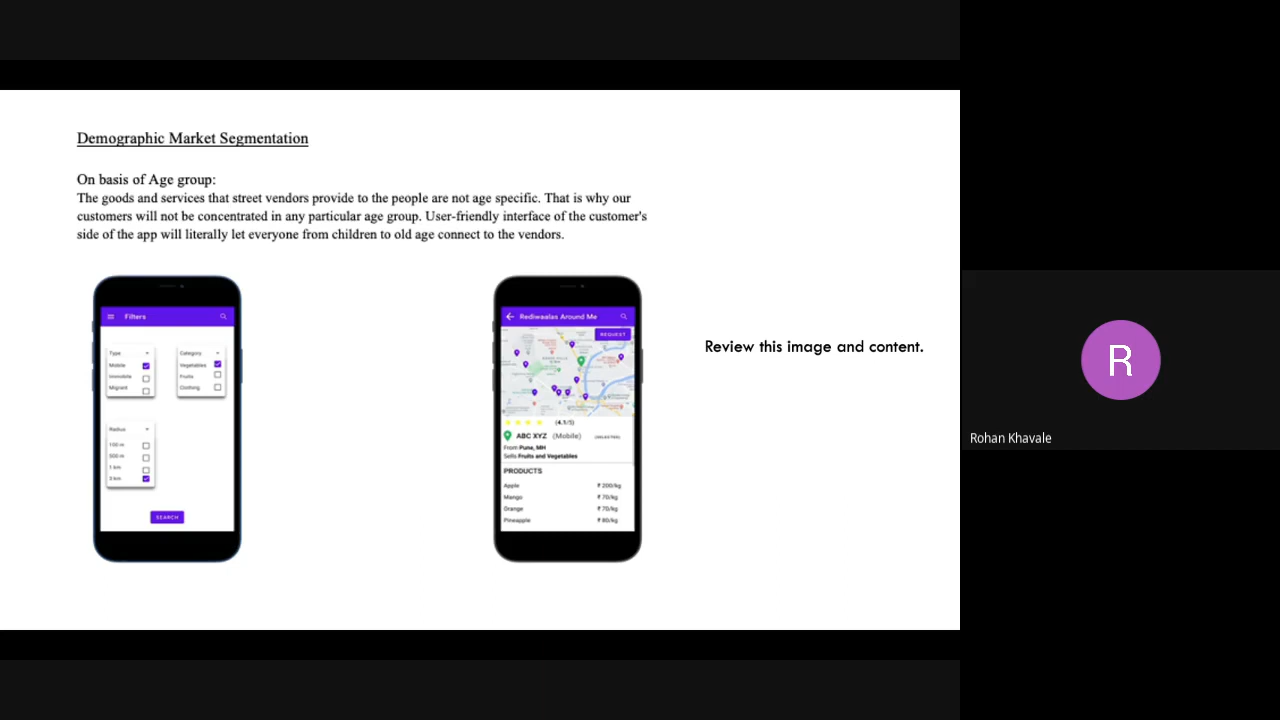 Demographic Market Segmentation
On basis of Age group:
The goods and services that street vendors provide to the people are not age specific. That is why our
customers will not be concentrated in any particular age group. User-friendly interface of the customer's
side of the app will literally let everyone from children to old age connect to the vendors.
Filters
Type
Mobile
Immobile
Migrant
Category
Vegetables
Fruits
Clothing
Radius
100 m
500 m
1 km
3 km
SEARCH
Rediwaalas Around Me
REQUEST
(4.1/5)
ABC XYZ (Mobile)
From Pune, MH
Sells Fruits and Vegetables
PRODUCTS
Apple ₹ 200/kg
Mango ₹ 70/kg
Orange ₹ 70/kg
Pineapple ₹ 80/kg
Review this image and content.
R
Rohan Khavale